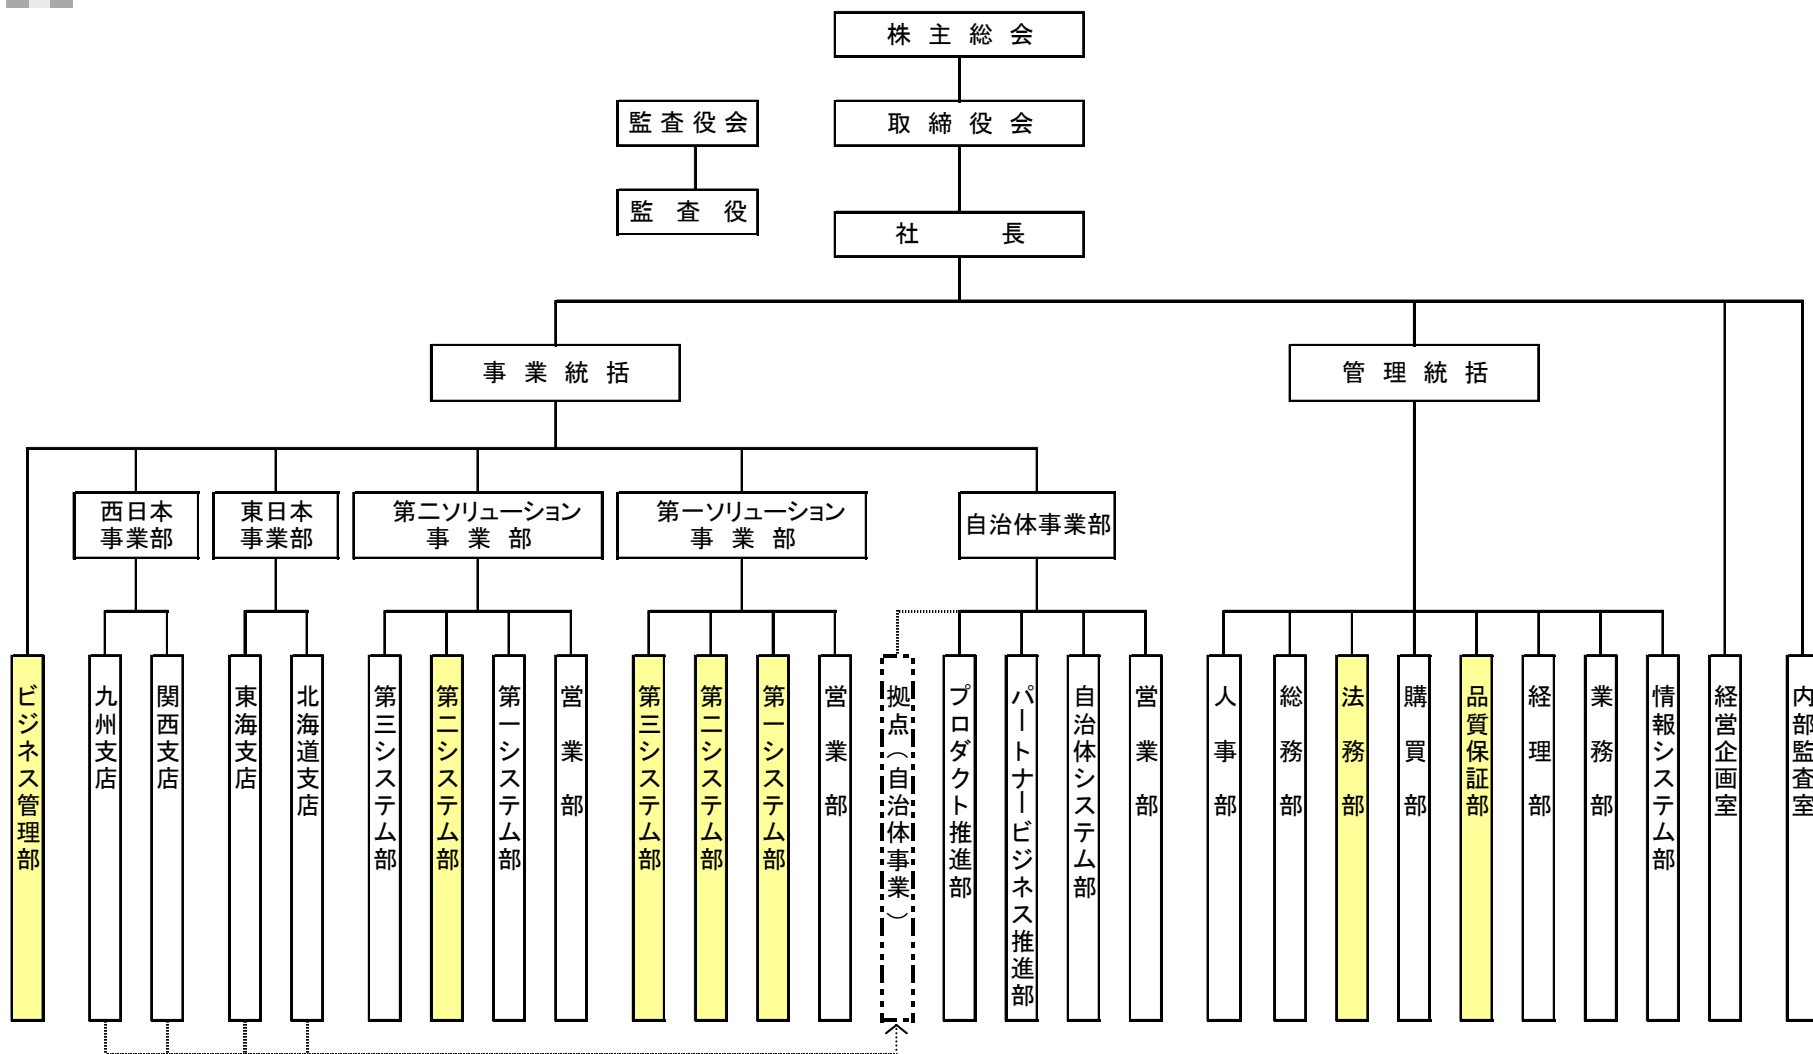 株主総会
監査役会
取締役会
監査役
社長
事業統括
管理統括
西日本
事業部
東日本
事業部
第二ソリューション
事業部
第一ソリューション
事業部
自治体事業部
ビジネス管理部
九州支店
関西支店
東海支店
北海道支店
第三システム部
第二システム部
第一システム部
営業部
第三システム部
第二システム部
第一システム部
営業部
拠点（自治体事業）
プロダクト推進部
パートナービジネス推進部
自治体システム部
営業部
人事部
総務部
法務部
購買部
品質保証部
経理部
業務部
情報システム部
経営企画室
内部監査室